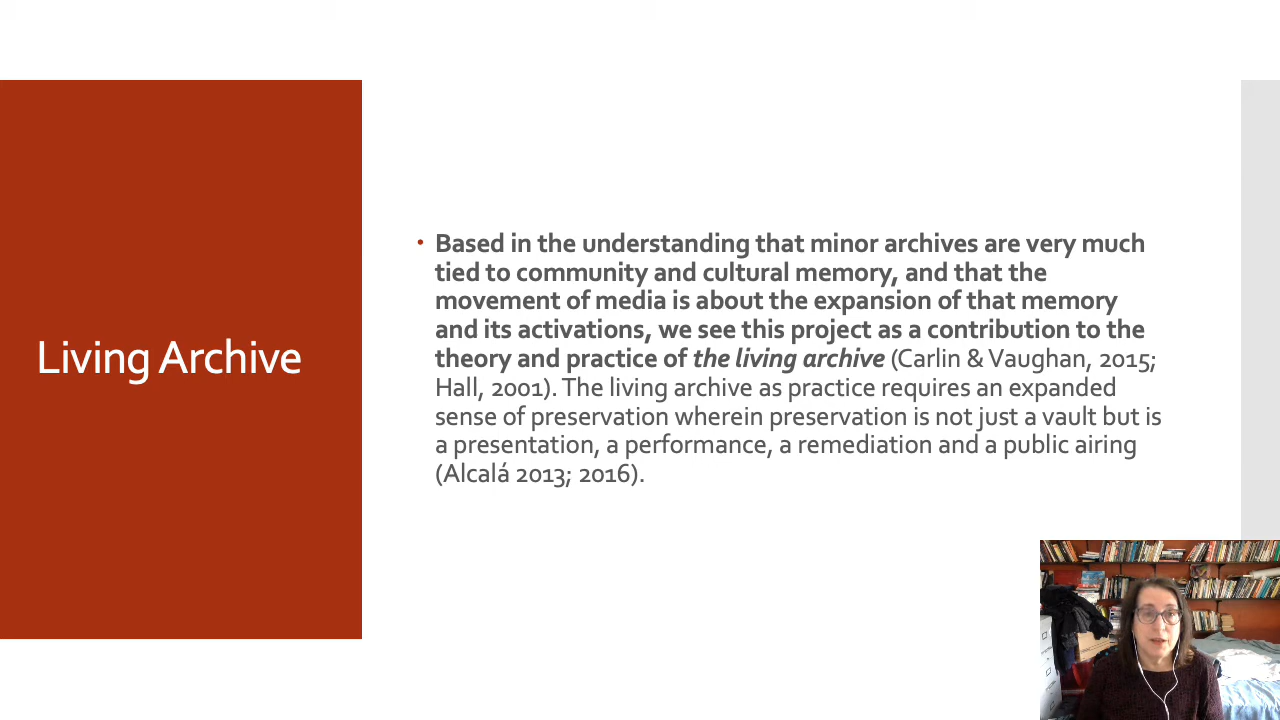 Living Archive
Based in the understanding that minor archives are very much
tied to community and cultural memory, and that the
movement of media is about the expansion of that memory
and its activations, we see this project as a contribution to the
theory and practice of the living archive (Carlin & Vaughan, 2015;
Hall, 2001). The living archive as practice requires an expanded
sense of preservation wherein preservation is not just a vault but is
a presentation, a performance, a remediation and a public airing
(Alcalá 2013; 2016).